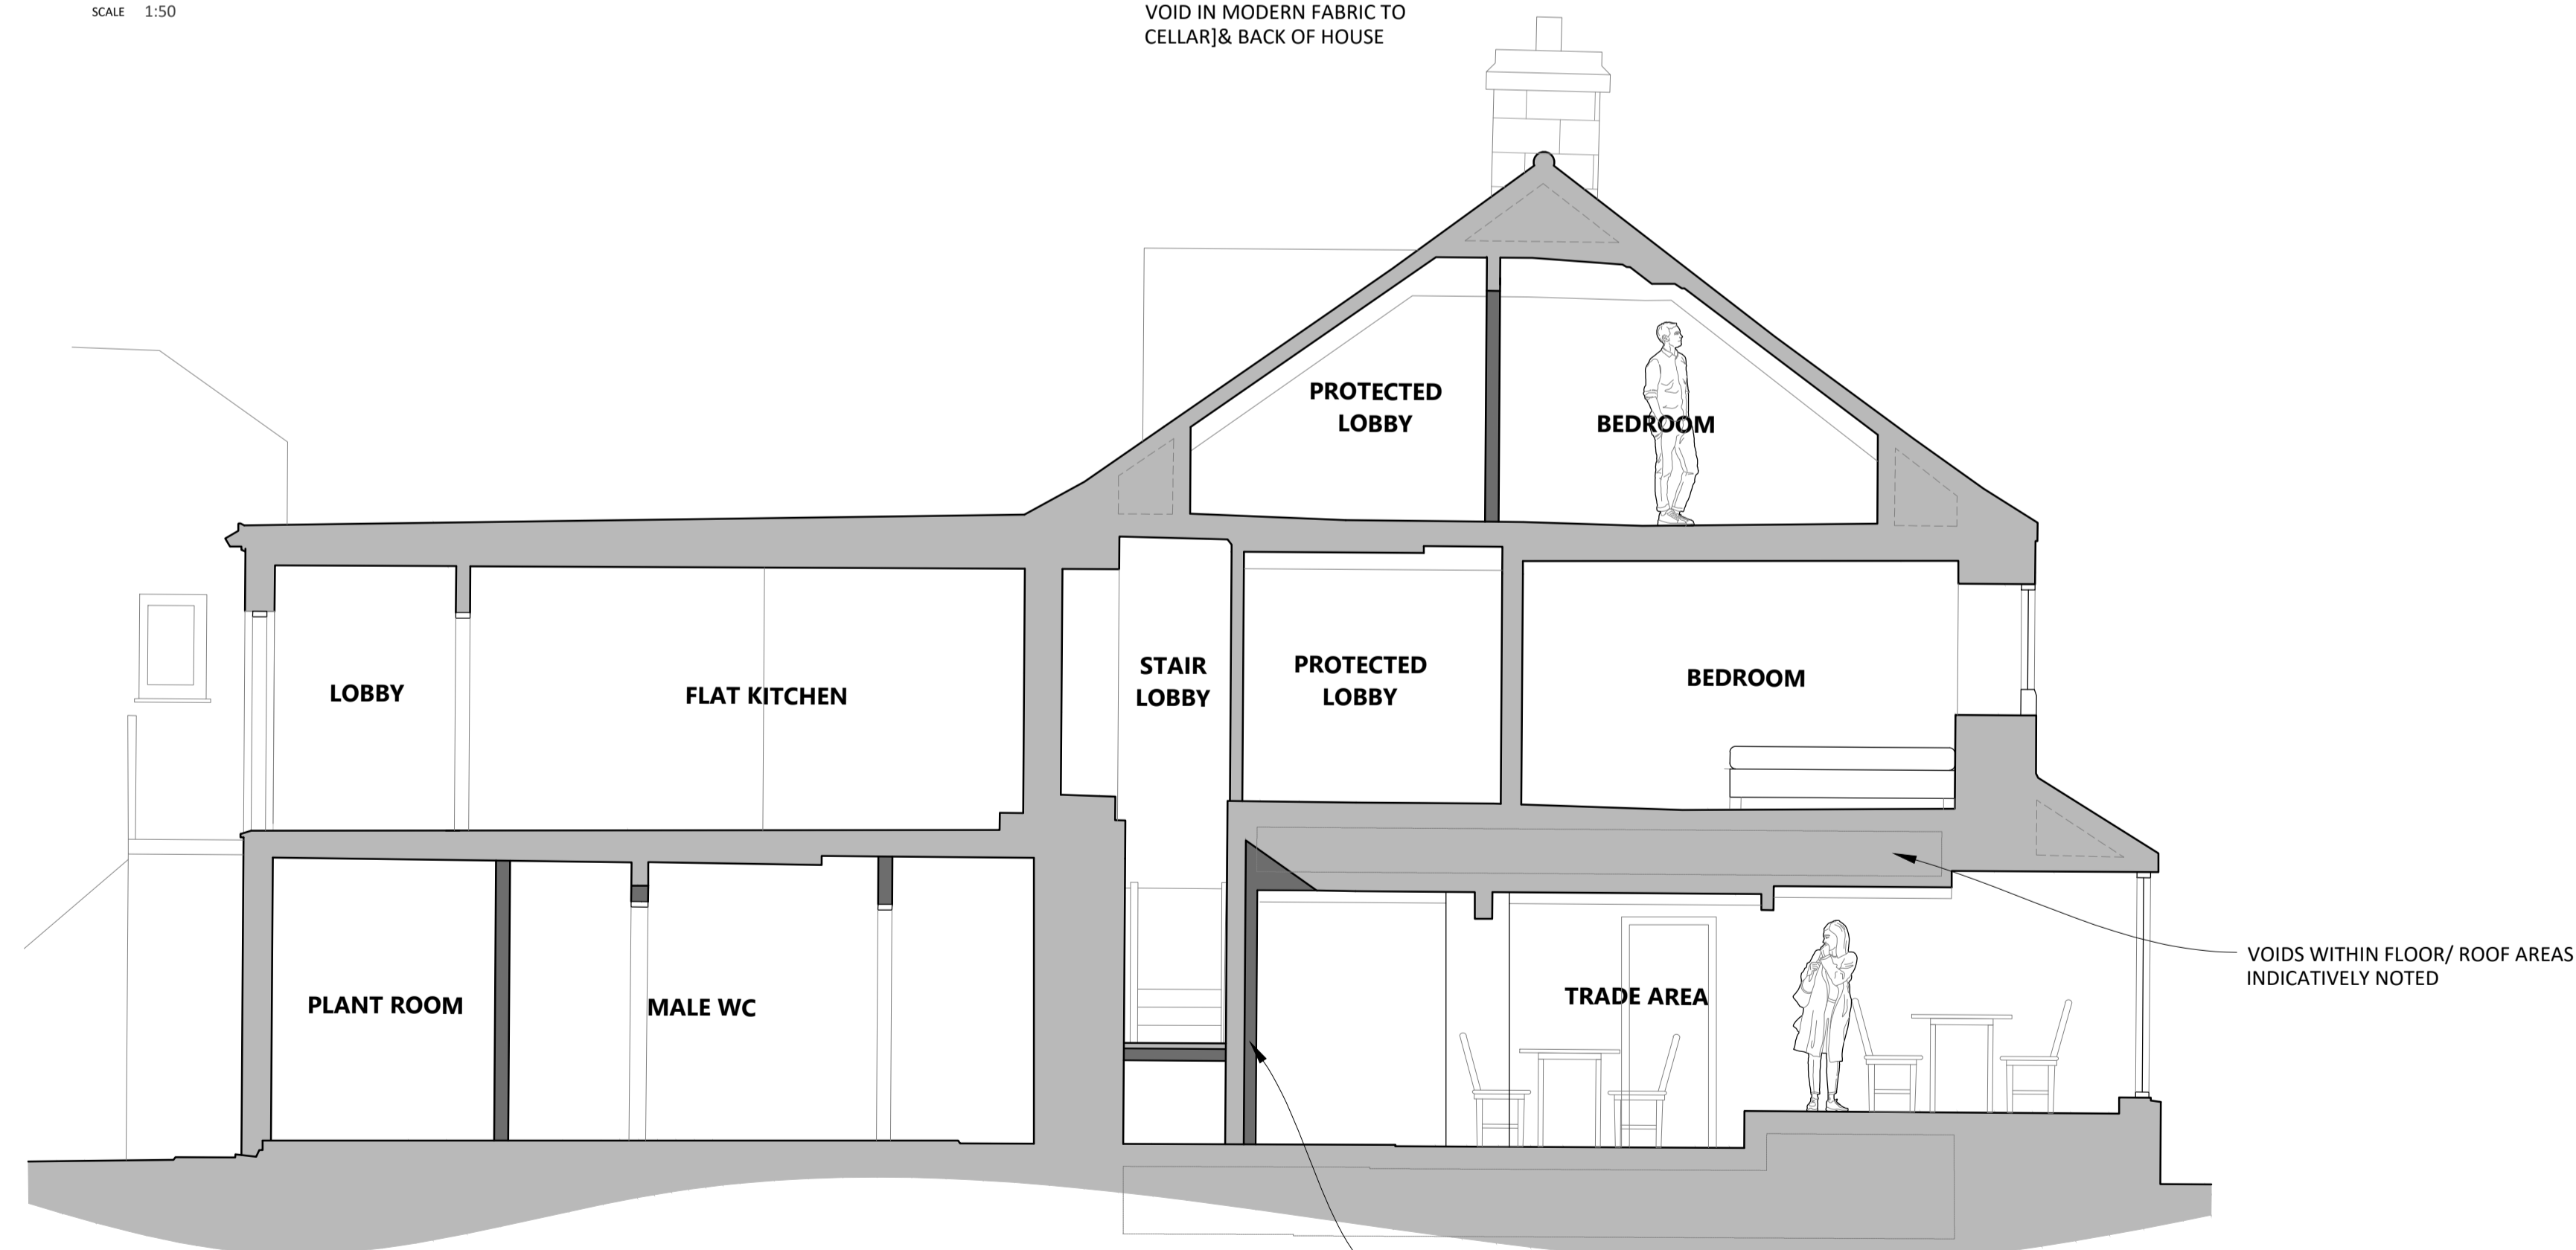 SCALE 1:50
VOID IN MODERN FABRIC TO
CELLAR]& BACK OF HOUSE
PROTECTED
LOBBY
BEDROOM
LOBBY
FLAT KITCHEN
STAIR
LOBBY
PROTECTED
LOBBY
BEDROOM
PLANT ROOM
MALE WC
TRADE AREA
VOIDS WITHIN FLOOR/ ROOF AREAS
INDICATIVELY NOTED